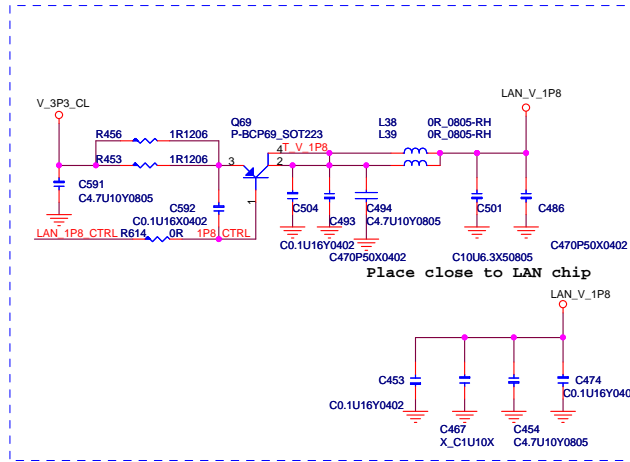 LAN_V_1P8
V_3P3_CL
Q69
P-BCP69_SOT223
L38 0R_0805-RH
L39 0R_0805-RH
R456 1R1206
R453 1R1206
4
T_V_1P8
3
2
1
C591
C4.7U10Y0805
C592
C0.1U16X0402
C504
C0.1U16Y0402
C493
C470P50X0402
C494
C4.7U10Y0805
C501
C10U6.3X50805
C486
C470P50X0402
LAN_1P8_CTRL
R614
0R
1P8_CTRL
Place close to LAN chip
LAN_V_1P8
C453
C0.1U16Y0402
C467
X_C1U10X
C454
C4.7U10Y0805
C474
C0.1U16Y040